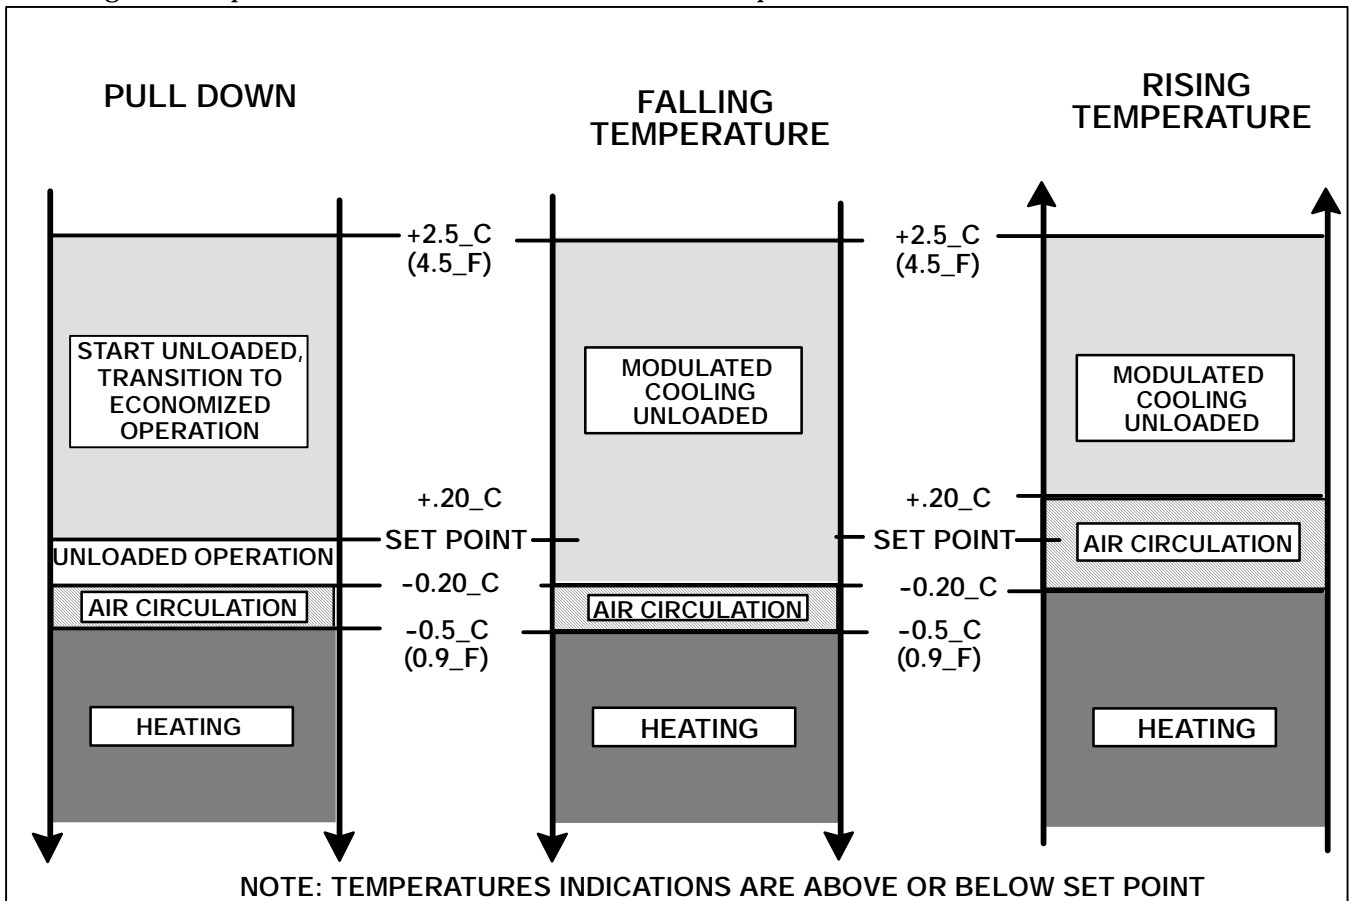 PULL DOWN
FALLING
TEMPERATURE
RISING
TEMPERATURE
+2.5_C
(4.5_F)
+2.5_C
(4.5_F)
START UNLOADED,
TRANSITION TO
ECONOMIZED
OPERATION
MODULATED
COOLING
UNLOADED
MODULATED
COOLING
UNLOADED
+.20_C
+.20_C
SET POINT
SET POINT
UNLOADED OPERATION
AIR CIRCULATION
-0.20_C
-0.20_C
AIR CIRCULATION
AIR CIRCULATION
-0.5_C
(0.9_F)
-0.5_C
(0.9_F)
HEATING
HEATING
HEATING
NOTE: TEMPERATURES INDICATIONS ARE ABOVE OR BELOW SET POINT